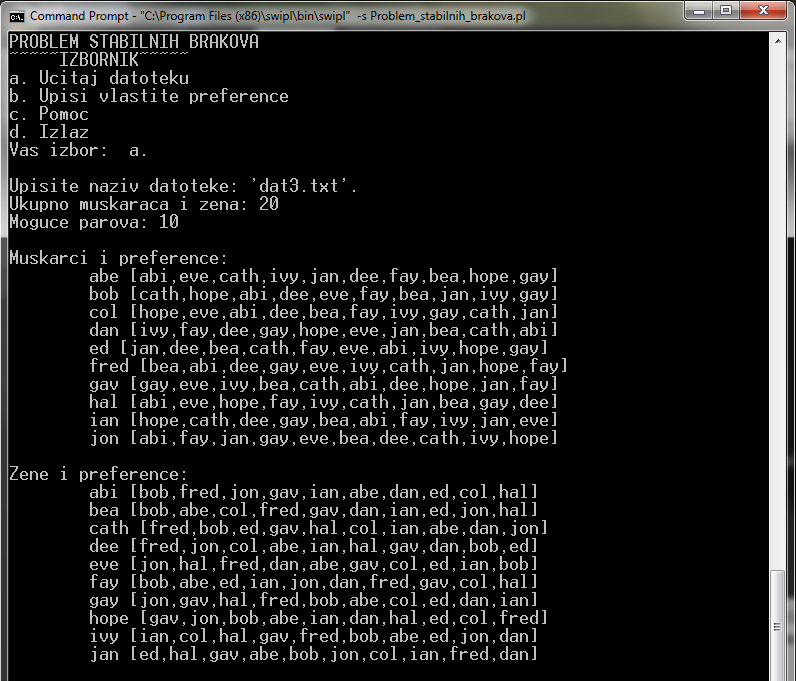 Command Prompt - "C:\Program Files (x86)\swipl\bin\swipl" -s Problem_stabilnih_brakova.pl
PROBLEM STABILNIH BRAKOVA
~~~~~IZBORNIK~~~~~
a. Ucitaj datoteku
b. Upisi vlastite preference
c. Pomoc
d. Izlaz
Vas izbor:  a.
Upisite naziv datoteke: 'dat3.txt'.
Ukupno muskaraca i zena: 20
Moguce parova: 10
Muskarci i preference:
abe [abi,eve,cath,ivy,jan,dee,fay,bea,hope,gay]
bob [cath,hope,abi,dee,eve,fay,bea,jan,ivy,gay]
col [hope,eve,abi,dee,bea,fay,ivy,gay,cath,jan]
dan [ivy,fay,dee,gay,hope,eve,jan,bea,cath,abi]
ed [jan,dee,bea,cath,fay,eve,abi,ivy,hope,gay]
fred [bea,abi,dee,gay,eve,ivy,cath,jan,hope,fay]
gav [gay,eve,ivy,bea,cath,abi,dee,hope,jan,fay]
hal [abi,eve,hope,fay,ivy,cath,jan,bea,gay,dee]
ian [hope,cath,dee,gay,bea,abi,fay,ivy,jan,eve]
jon [abi,fay,jan,gay,eve,bea,dee,cath,ivy,hope]
Zene i preference:
abi [bob,fred,jon,gav,ian,abe,dan,ed,col,hal]
bea [bob,abe,col,fred,gav,dan,ian,ed,jon,hal]
cath [fred,bob,ed,gav,hal,col,ian,abe,dan,jon]
dee [fred,jon,col,abe,ian,hal,gav,dan,bob,ed]
eve [jon,hal,fred,dan,abe,gav,col,ed,ian,bob]
fay [bob,abe,ed,ian,jon,dan,fred,gav,col,hal]
gay [jon,gav,hal,fred,bob,abe,col,ed,dan,ian]
hope [gav,jon,bob,abe,ian,dan,hal,ed,col,fred]
ivy [ian,col,hal,gav,fred,bob,abe,ed,jon,dan]
jan [ed,hal,gav,abe,bob,jon,col,ian,fred,dan]